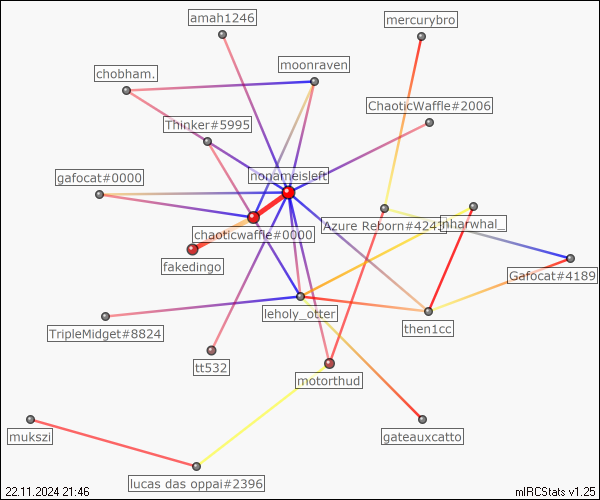 amah1246
mercurybro
moonraven
chobham.
ChaoticWaffle#2006
Thinker#5995
nonameisleft
gafocat#0000
Azure Reborn#4243
nharwhal_
chaoticwaffle#0000
fakedingo
Gafocat#4189
leholy_otter
then1cc
TripleMidget#8824
tt532
motorthud
mukszi
gateauxcatto
lucas das oppai#2396
22.11.2024 21:46
mIRCStats v1.25